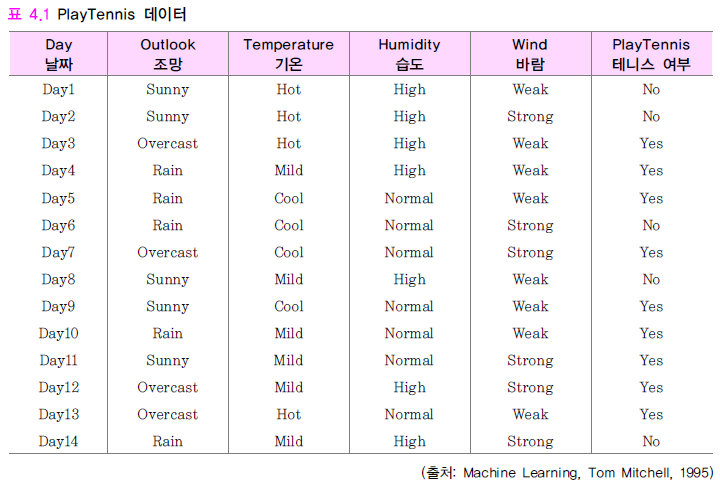 표 4.1 PlayTennis 데이터
Day Outlook Temperature Humidity Wind PlayTennis
날짜 조망 기온 습도 바람 테니스 여부
Day1 Sunny Hot High Weak No
Day2 Sunny Hot High Strong No
Day3 Overcast Hot High Weak Yes
Day4 Rain Mild High Weak Yes
Day5 Rain Cool Normal Weak Yes
Day6 Rain Cool Normal Strong No
Day7 Overcast Cool Normal Strong Yes
Day8 Sunny Mild High Weak No
Day9 Sunny Cool Normal Weak Yes
Day10 Rain Mild Normal Weak Yes
Day11 Sunny Mild Normal Strong Yes
Day12 Overcast Mild High Strong Yes
Day13 Overcast Hot Normal Weak Yes
Day14 Rain Mild High Strong No
(출처: Machine Learning, Tom Mitchell, 1995)